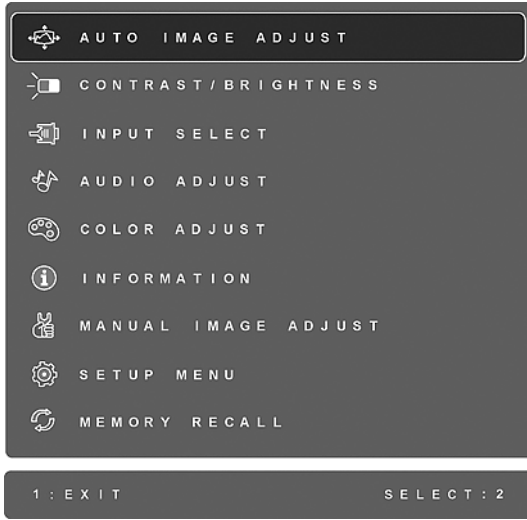 AUTO IMAGE ADJUST
CONTRAST/BRIGHTNESS
INPUT SELECT
AUDIO ADJUST
COLOR ADJUST
INFORMATION
MANUAL IMAGE ADJUST
SETUP MENU
MEMORY RECALL
1:EXIT SELECT:2